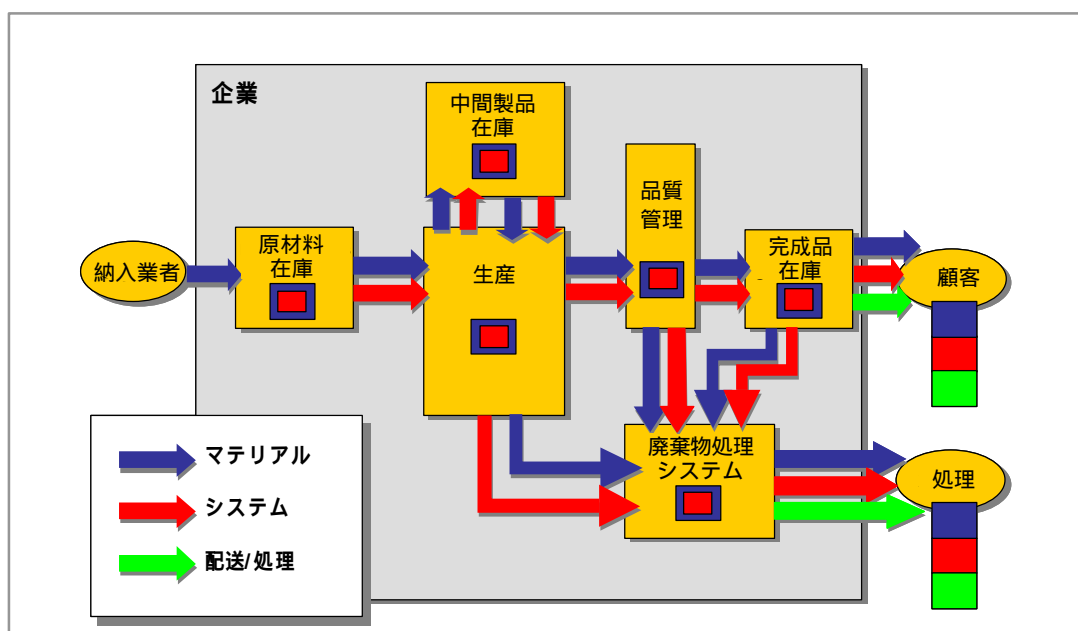 企業
中間製品
在庫
品質
管理
納入業者
原材料
在庫
生産
完成品
在庫
顧客
廃棄物処理
システム
処理
マテリアル
システム
配送/処理